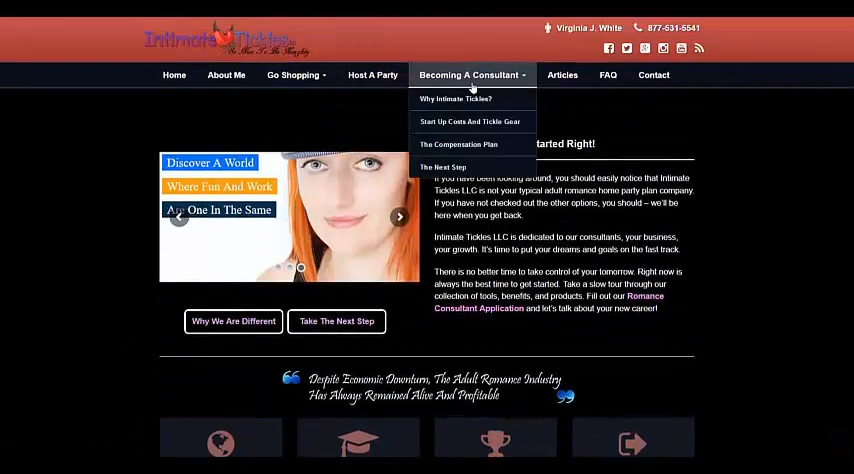 Intimate Tickles
Virginia J. White 877-531-5541
Home About Me Go Shopping Host A Party Becoming A Consultant Articles FAQ Contact
Why Intimate Tickles?
Start Up Costs And Tickle Gear
The Compensation Plan
The Next Step
tarted Right!
Discover A World
Where Fun And Work
Are One In The Same
If you have been looking around, you should easily notice that Intimate
Tickles LLC is not your typical adult romance home party plan company.
If you have not checked out the other options, you should – we'll be
here when you get back.
Intimate Tickles LLC is dedicated to our consultants, your business,
your growth. It's time to put your dreams and goals on the fast track.
There is no better time to take control of your tomorrow. Right now is
always the best time to get started. Take a slow tour through our
collection of tools, benefits, and products. Fill out our Romance
Consultant Application and let's talk about your new career!
Why We Are Different Take The Next Step
Despite Economic Downturn, The Adult Romance Industry
Has Always Remained Alive And Profitable